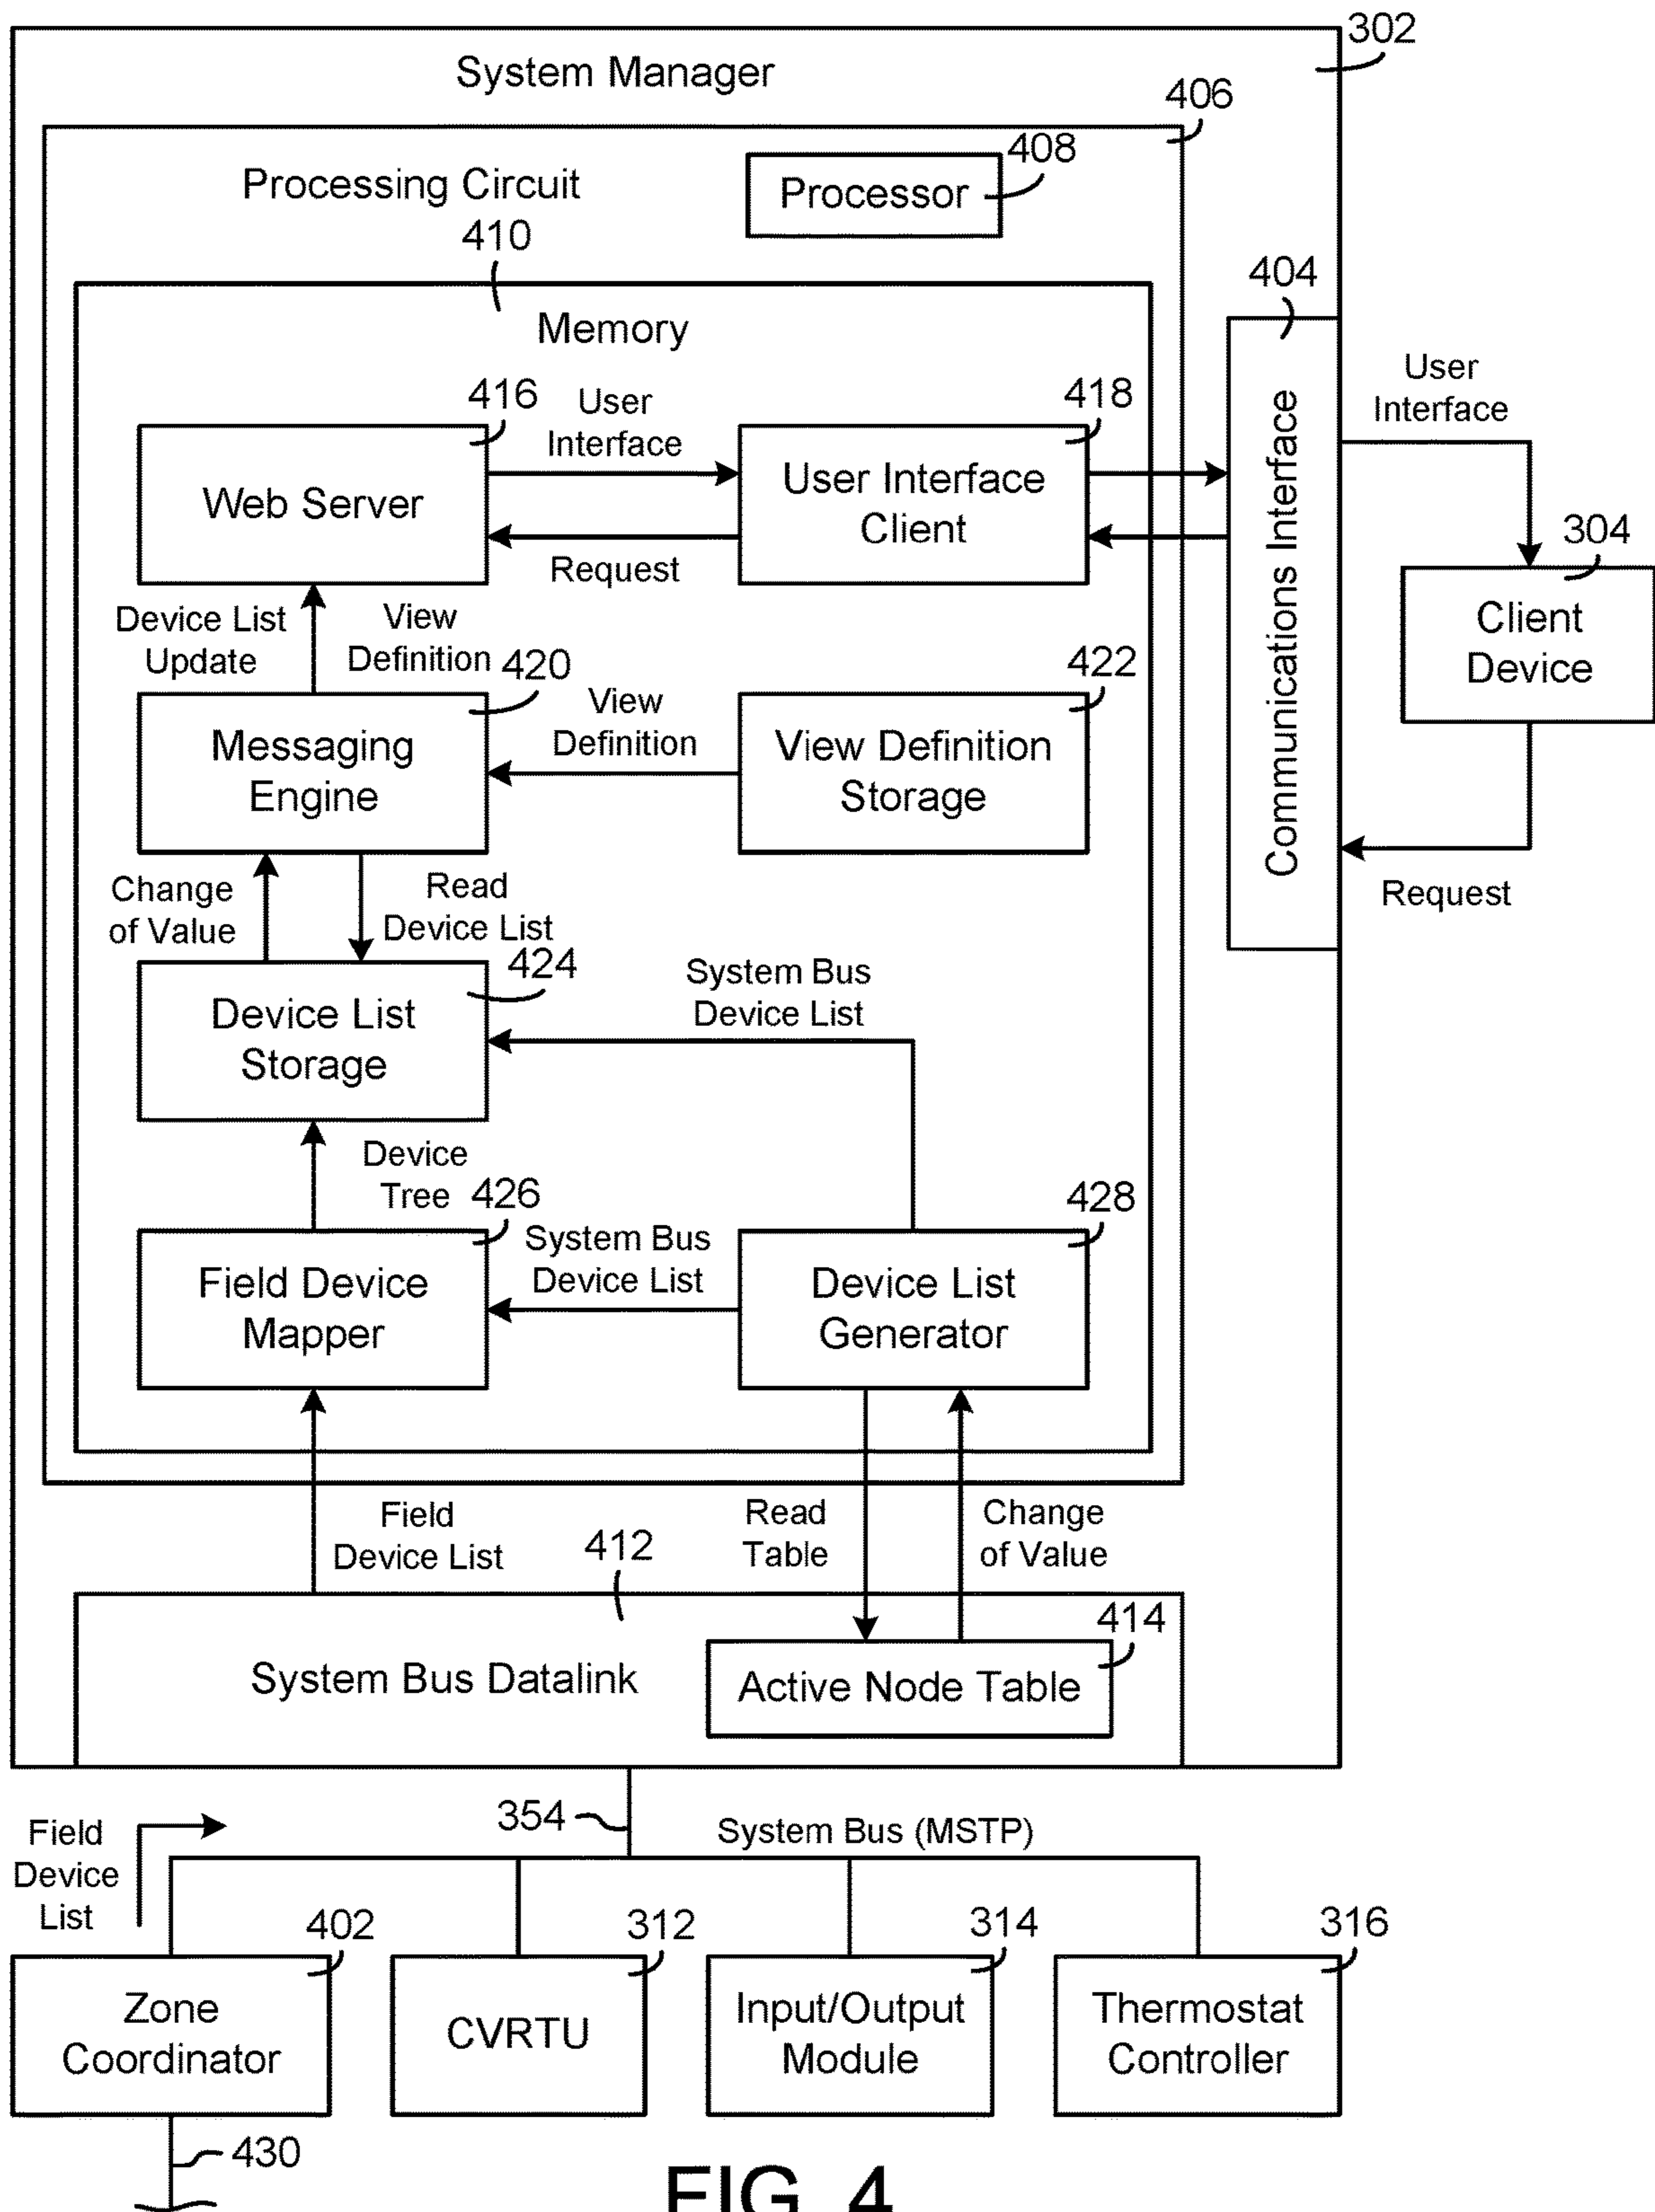 302
System Manager
406
408
Processing Circuit
Processor
410
404
Memory
User
Interface
416
User
Interface
418
Web Server
User Interface
Client
Communications Interface
304
Request
Client
Device
Device List
Update
View
Definition
420
422
View
Definition
Messaging
Engine
View Definition
Storage
Change
of Value
Read
Device List
Request
424
System Bus
Device List
Device List
Storage
Device
Tree
426
428
System Bus
Device List
Field Device
Mapper
Device List
Generator
Field
Device List
Read
Table
Change
of Value
412
414
System Bus Datalink
Active Node Table
354
System Bus (MSTP)
Field
Device
List
402
312
314
316
Zone
Coordinator
CVRTU
Input/Output
Module
Thermostat
Controller
430
FIG. 4